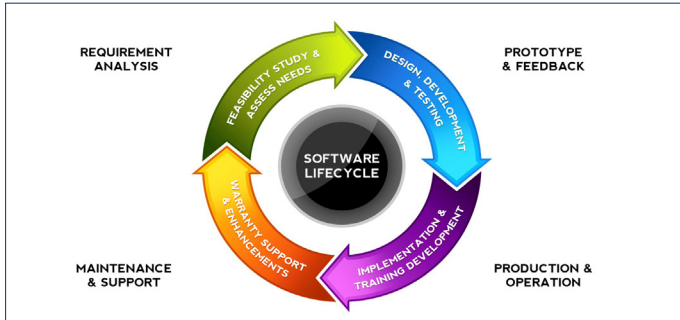 REQUIREMENT
ANALYSIS
FEASIBILITY STUDY &
ASSESS NEEDS
DESIGN, DEVELOPMENT
& TESTING
PROTOTYPE
& FEEDBACK
SOFTWARE
LIFECYCLE
WARRANTY SUPPORT
& ENHANCEMENTS
IMPLEMENTATION &
TRAINING DEVELOPMENT
MAINTENANCE
& SUPPORT
PRODUCTION &
OPERATION